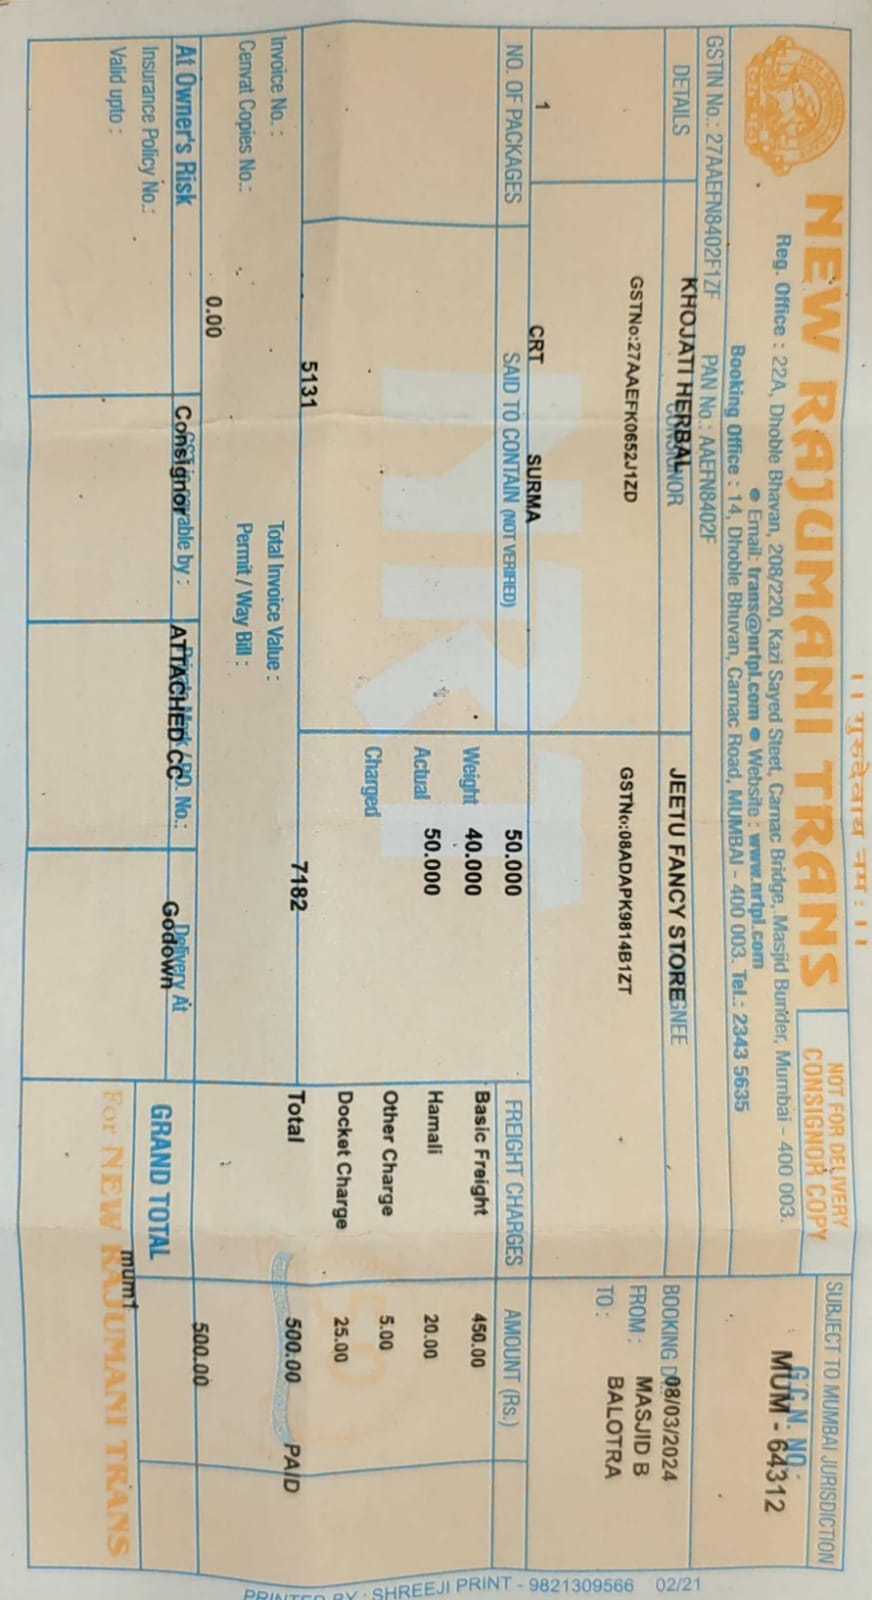 ।। गुरुदेवाय नमः ।।
NEW RAJUMANI TRANS
NOT FOR DELIVERY
CONSIGNOR COPY
SUBJECT TO MUMBAI JURISDICTION
Reg. Office : 22A, Dhoble Bhavan, 208/220, Kazi Sayed Steet, Carnac Bridge, Masjid Bunder, Mumbai - 400 003.
● Email: trans@nrtpl.com ● Website : www.nrtpl.com
Booking Office : 14, Dhoble Bhuvan, Carnac Road, MUMBAI - 400 003. Tel.: 2343 5635
G.C.N. NO.
MUM - 64312
GSTIN No.: 27AAEFN8402F1ZF PAN No.: AAEFN8402F
DETAILS
KHOJATI HERBAL
JEETU FANCY STORE
GSTNo:27AAEFK0652J1ZD
GSTNo:08ADAPK9814B1ZT
BOOKING 08/03/2024
FROM : MASJID B
TO : BALOTRA
1 CRT SURMA
NO. OF PACKAGES
SAID TO CONTAIN (NOT VERIFIED)
50.000
Weight 40.000
Actual 50.000
Charged
FREIGHT CHARGES AMOUNT (Rs.)
Basic Freight 450.00
Hamali 20.00
Other Charge 5.00
Docket Charge 25.00
Total 500.00 PAID
5131
7182
Invoice No. :
Total Invoice Value :
Cenvat Copies No.:
Permit / Way Bill :
0.00
500.00
At Owner's Risk
Consignor able by :
ATTACHED CC O. No.:
Delivery At
Godown
GRAND TOTAL
Insurance Policy No.:
Valid upto :
mum1
For NEW RAJUMANI TRANS
PRINTED BY : SHREEJI PRINT - 9821309566 02/21